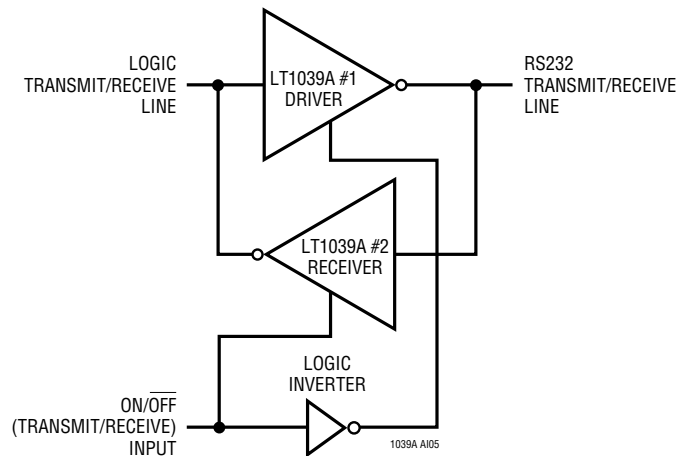 LOGIC
TRANSMIT/RECEIVE
LINE
LT1039A #1
DRIVER
RS232
TRANSMIT/RECEIVE
LINE
LT1039A #2
RECEIVER
LOGIC
INVERTER
ON/O̅F̅F̅
(TRANSMIT/RECEIVE)
INPUT
1039A AI05